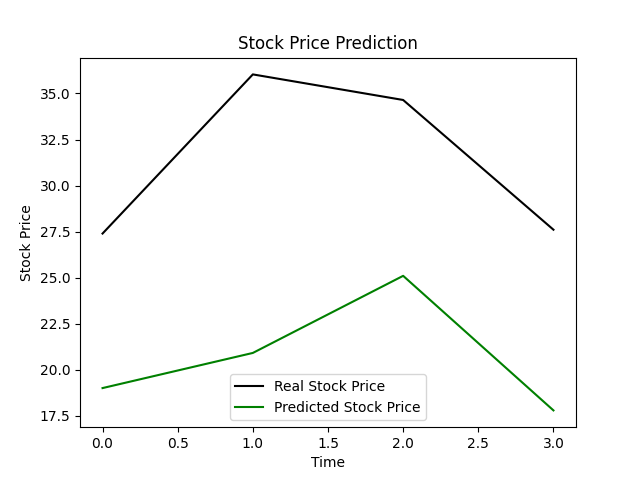 Stock Price Prediction
35.0
32.5
30.0
27.5
25.0
22.5
20.0
17.5
Stock Price
Real Stock Price
Predicted Stock Price
0.0 0.5 1.0 1.5 2.0 2.5 3.0
Time